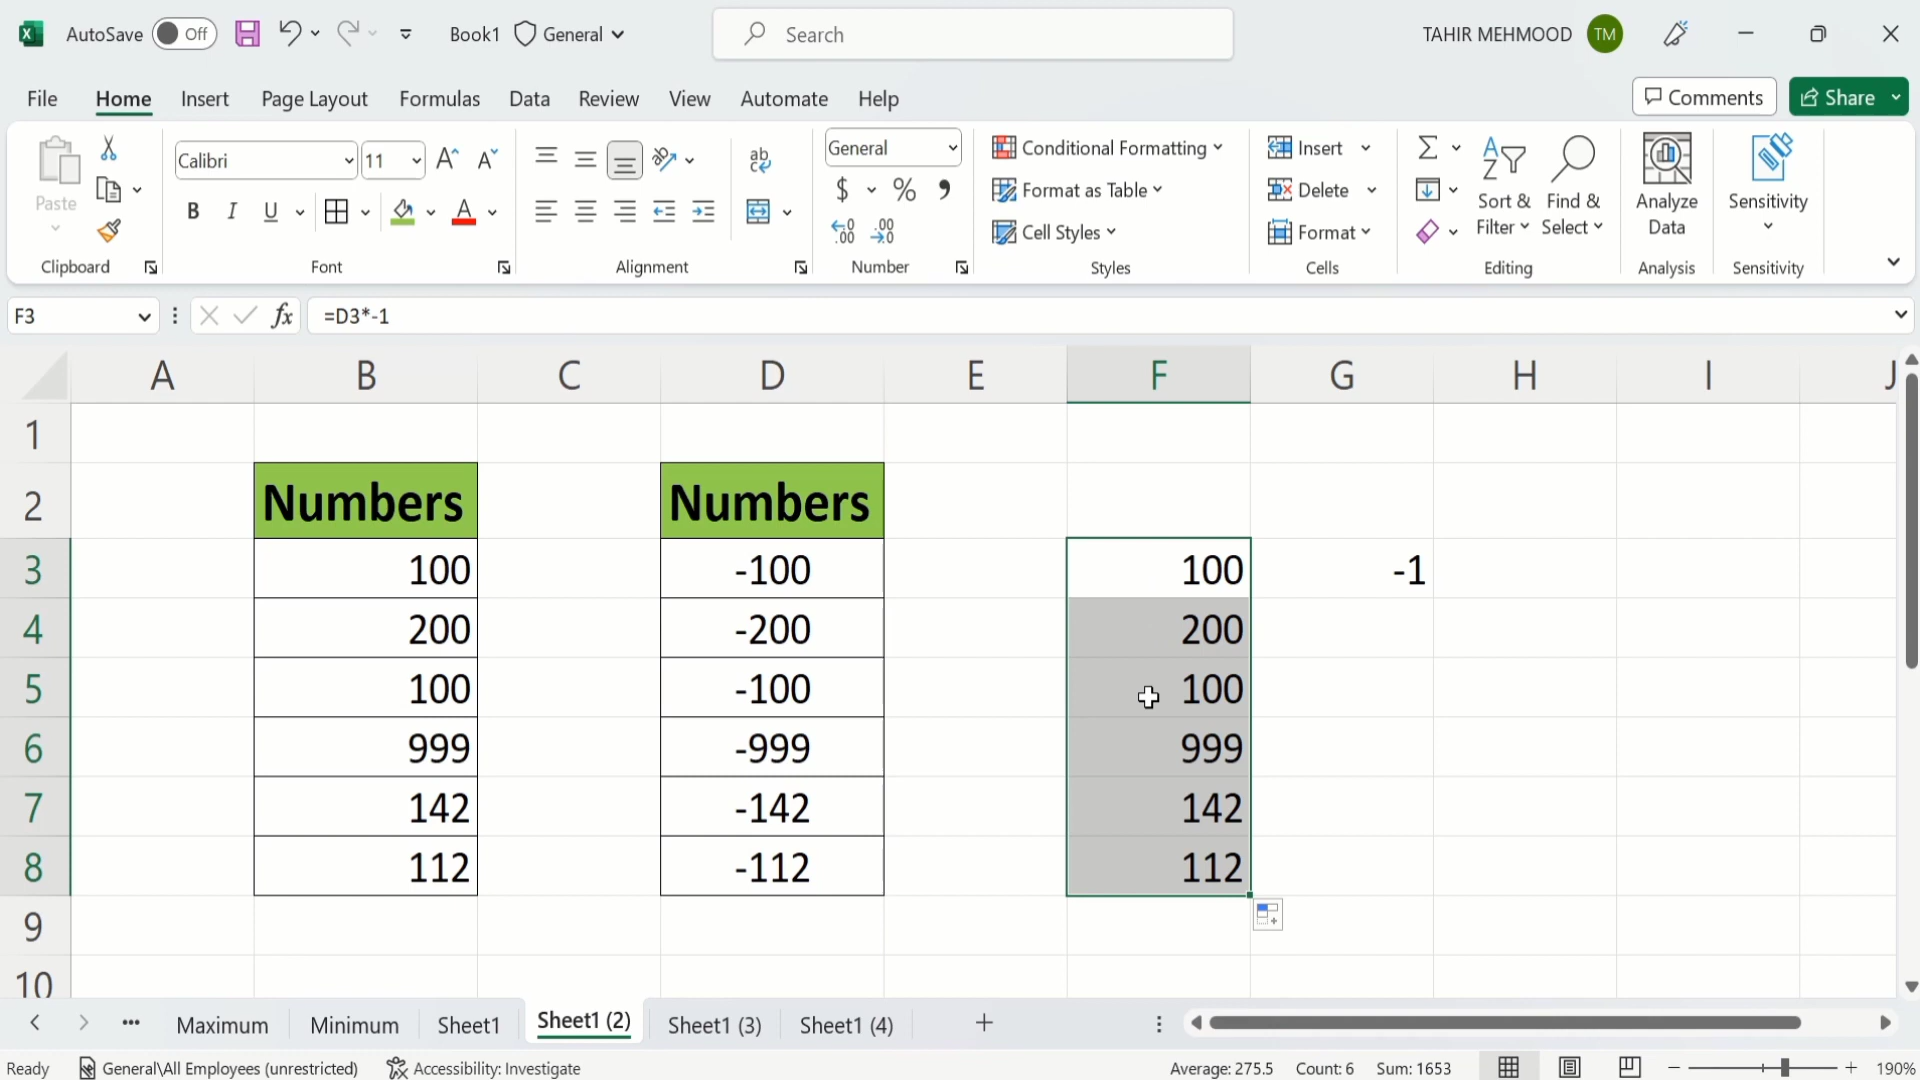 AutoSave Off Book1 General Search TAHIR MEHMOOD TM
File Home Insert Page Layout Formulas Data Review View Automate Help Comments Share
Paste
Clipboard
Calibri 11
B I U A
Font
ab
Alignment
General
$ % ,
Number
Conditional Formatting
Format as Table
Cell Styles
Styles
Insert
Delete
Format
Cells
Sort &
Filter
Find &
Select
Editing
Analyze
Data
Analysis
Sensitivity
Sensitivity
F3 fx =D3*-1
A B C D E F G H I J
1
2 Numbers Numbers
3 100 -100 100 -1
4 200 -200 200
5 100 -100 100
6 999 -999 999
7 142 -142 142
8 112 -112 112
9
10
Maximum Minimum Sheet1 Sheet1 (2) Sheet1 (3) Sheet1 (4)
Ready General\All Employees (unrestricted) Accessibility: Investigate Average: 275.5 Count: 6 Sum: 1653 190%